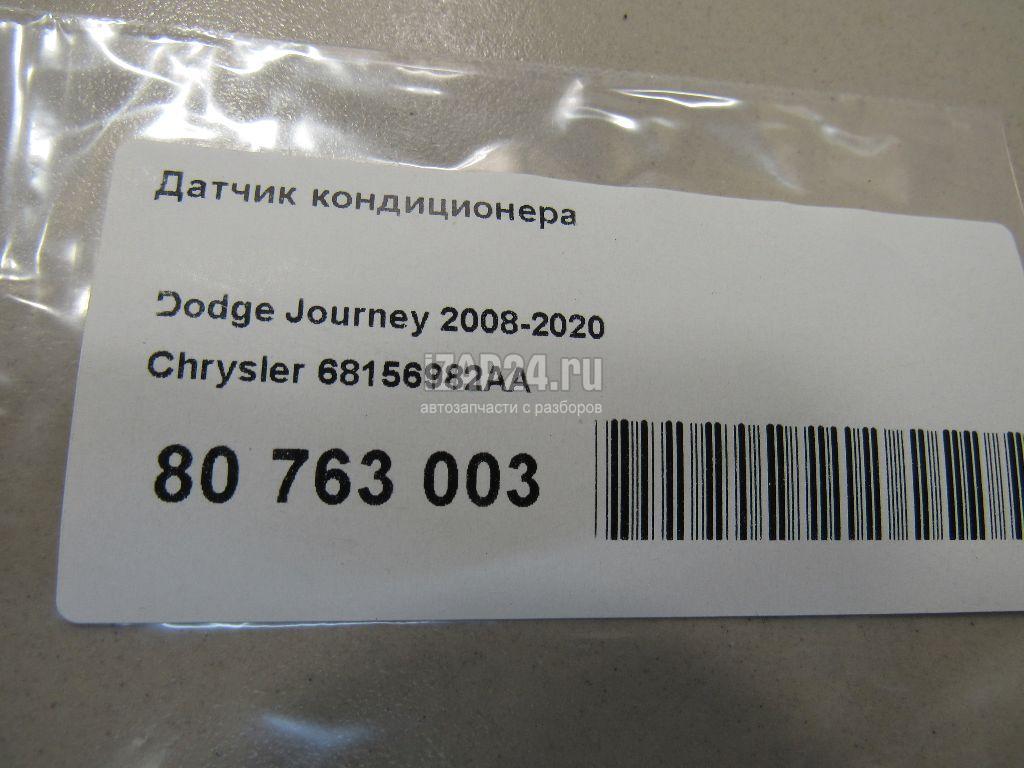 Датчик кондиционера
Dodge Journey 2008-2020
Chrysler 68156982AA
iZAP24.ru
автозапчасти с разборов
80 763 003